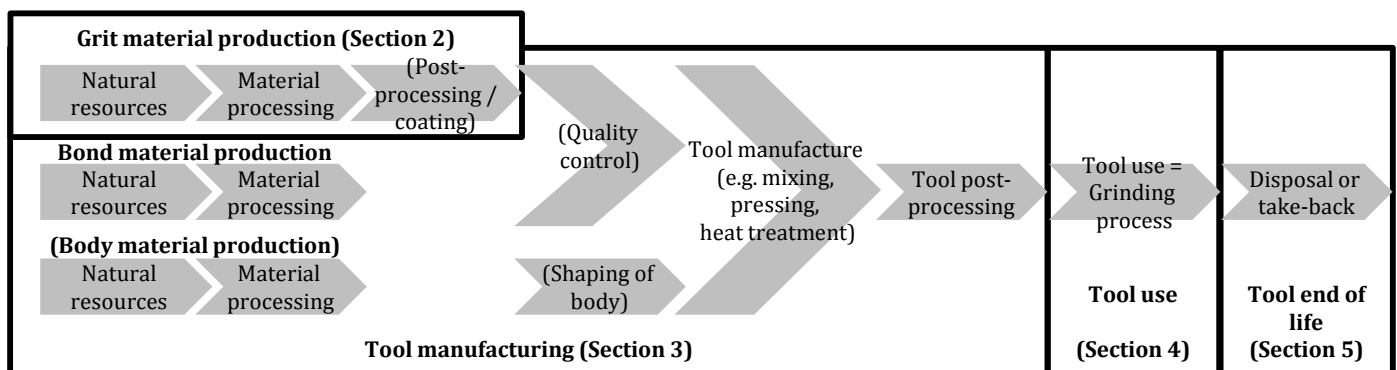 Grit material production (Section 2)
Natural
resources
Material
processing
(Post-
processing /
coating)
Bond material production
Natural
resources
Material
processing
(Quality
control)
(Body material production)
Natural
resources
Material
processing
(Shaping of
body)
Tool manufacture
(e.g. mixing,
pressing,
heat treatment)
Tool post-
processing
Tool manufacturing (Section 3)
Tool use =
Grinding
process
Tool use
(Section 4)
Disposal or
take-back
Tool end of
life
(Section 5)